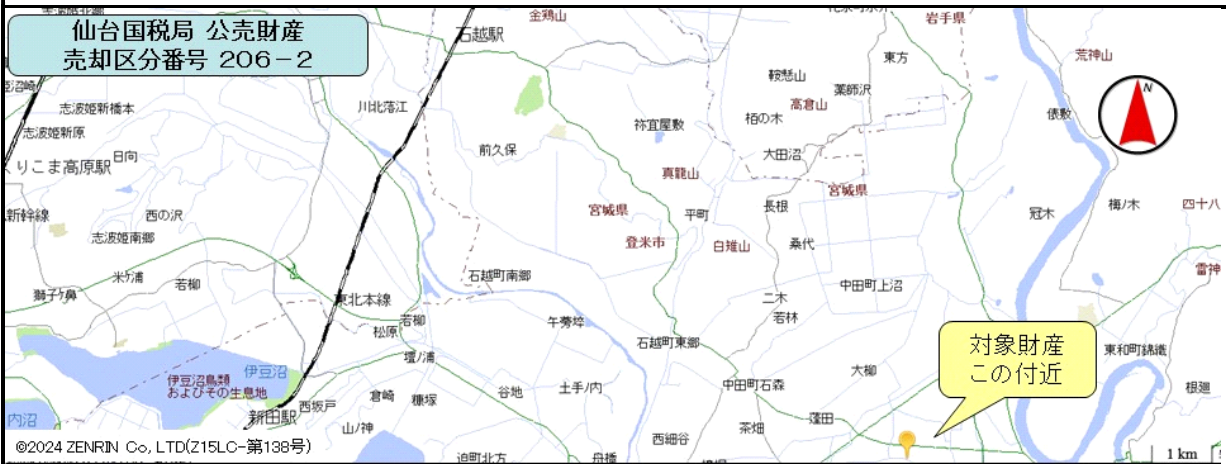 仙台国税局 公売財産
売却区分番号 206-2
金鶏山
岩手県
石越駅
荒神山
東方
鞍懸山
薬師沢
高倉山
栢の木
俵敷
川北落江
志波姫新橋本
志波姫新原
日向
りこま高原駅
祢宜屋敷
前久保
大田沼
真籠山
宮城県
宮城県
長根
冠木
梅ノ木
四十八
新幹線
西の沢
志波姫南郷
平町
登米市
白雉山
桑代
雷神
米ケ浦
若柳
獅子ケ鼻
石越町南郷
中田町上沼
二木
若林
東北本線
若柳
松原
午蒡埣
石越町東郷
対象財産
この付近
東和町錦織
壇ノ浦
伊豆沼
伊豆沼鳥類
およびその生息地
大柳
中田町石森
根廻
倉崎
糠塚
谷地
土手ノ内
内沼
新田駅
西坂戸
山ノ神
茶畑
蓬田
西細谷
迫町北方
舟橋
©2024 ZENRIN Co, LTD(Z15LC-第138号)
1 km
N